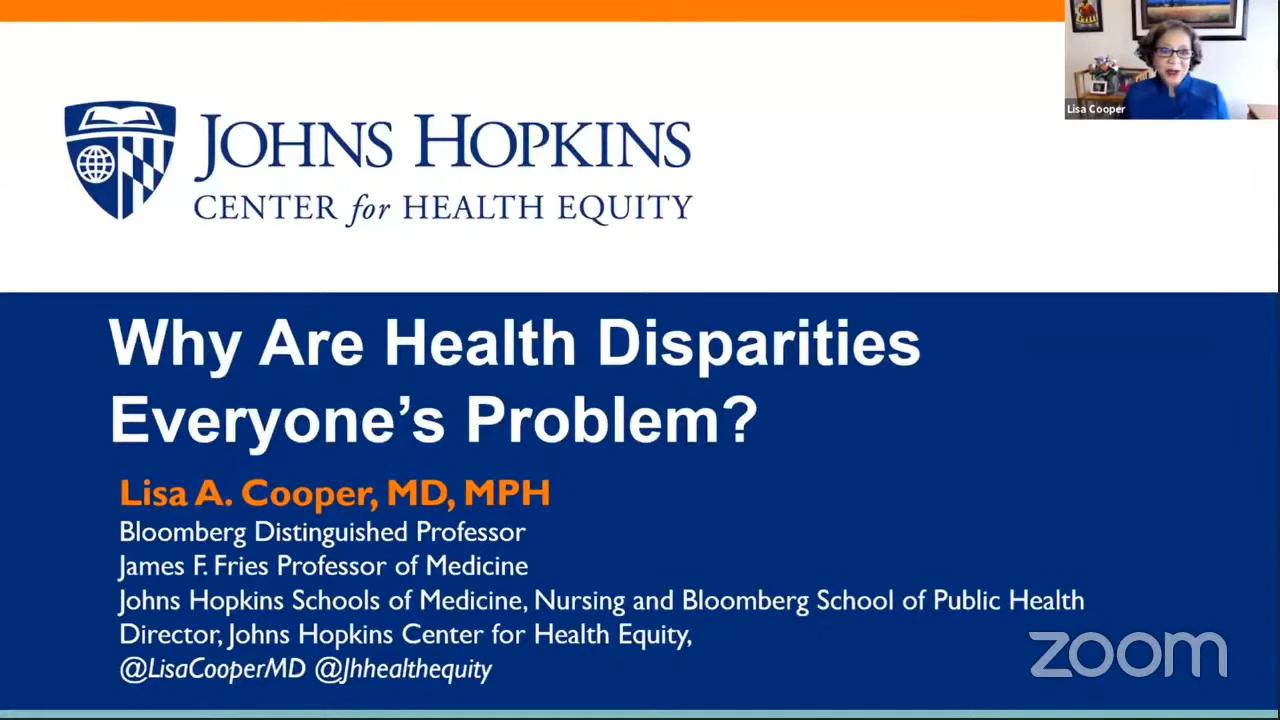 Lisa Cooper
JOHNS HOPKINS
CENTER for HEALTH EQUITY
Why Are Health Disparities
Everyone's Problem?
Lisa A. Cooper, MD, MPH
Bloomberg Distinguished Professor
James F. Fries Professor of Medicine
Johns Hopkins Schools of Medicine, Nursing and Bloomberg School of Public Health
Director, Johns Hopkins Center for Health Equity,
@LisaCooperMD @Jhhealthequity
zoom